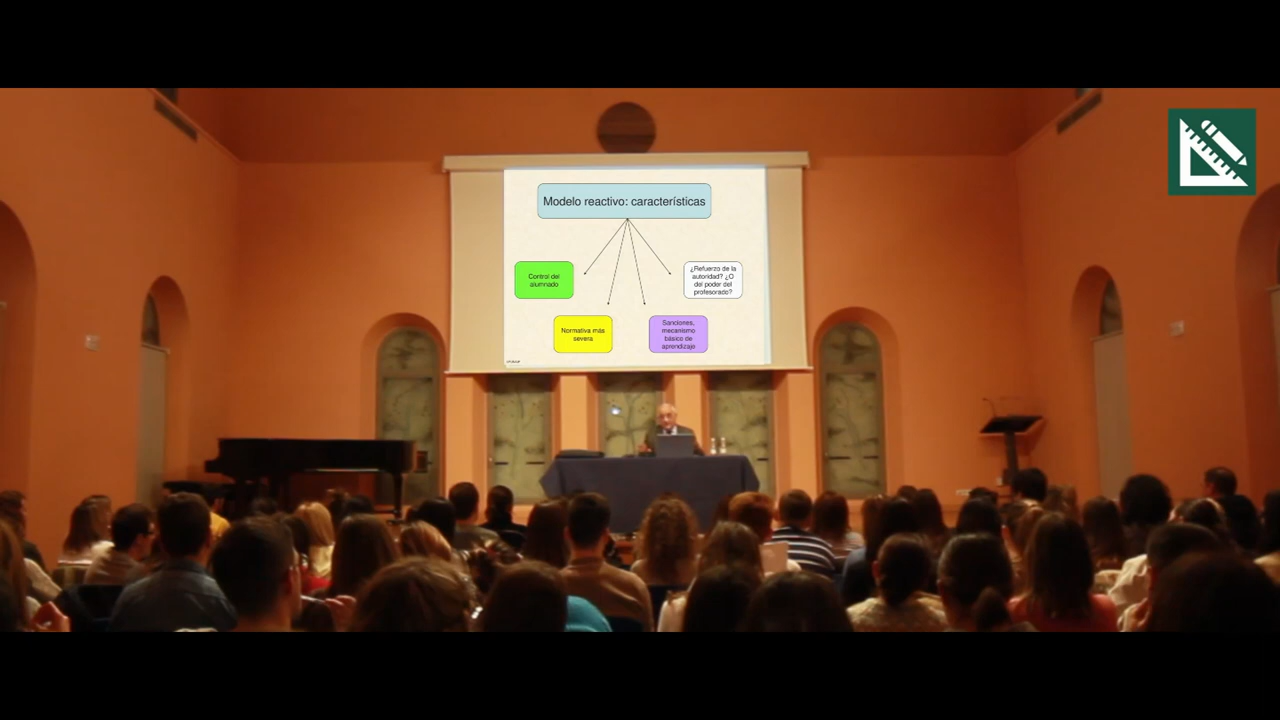 Modelo reactivo: características
Control del
alumnado
¿Refuerzo de la
autoridad? ¿O
del poder del
profesorado?
Normativa más
severa
Sanciones,
mecanismo
básico de
aprendizaje